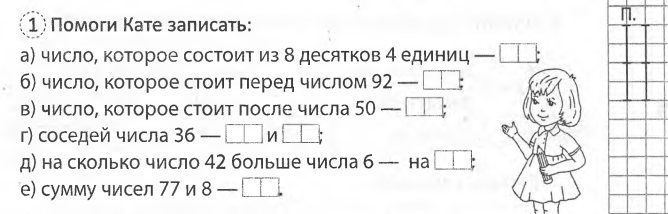 1 Помоги Кате записать:
а) число, которое состоит из 8 десятков 4 единиц — ;
б) число, которое стоит перед числом 92 — ;
в) число, которое стоит после числа 50 — ;
г) соседей числа 36 — и ;
д) на сколько число 42 больше числа 6 — на ;
е) сумму чисел 77 и 8 — .
П.